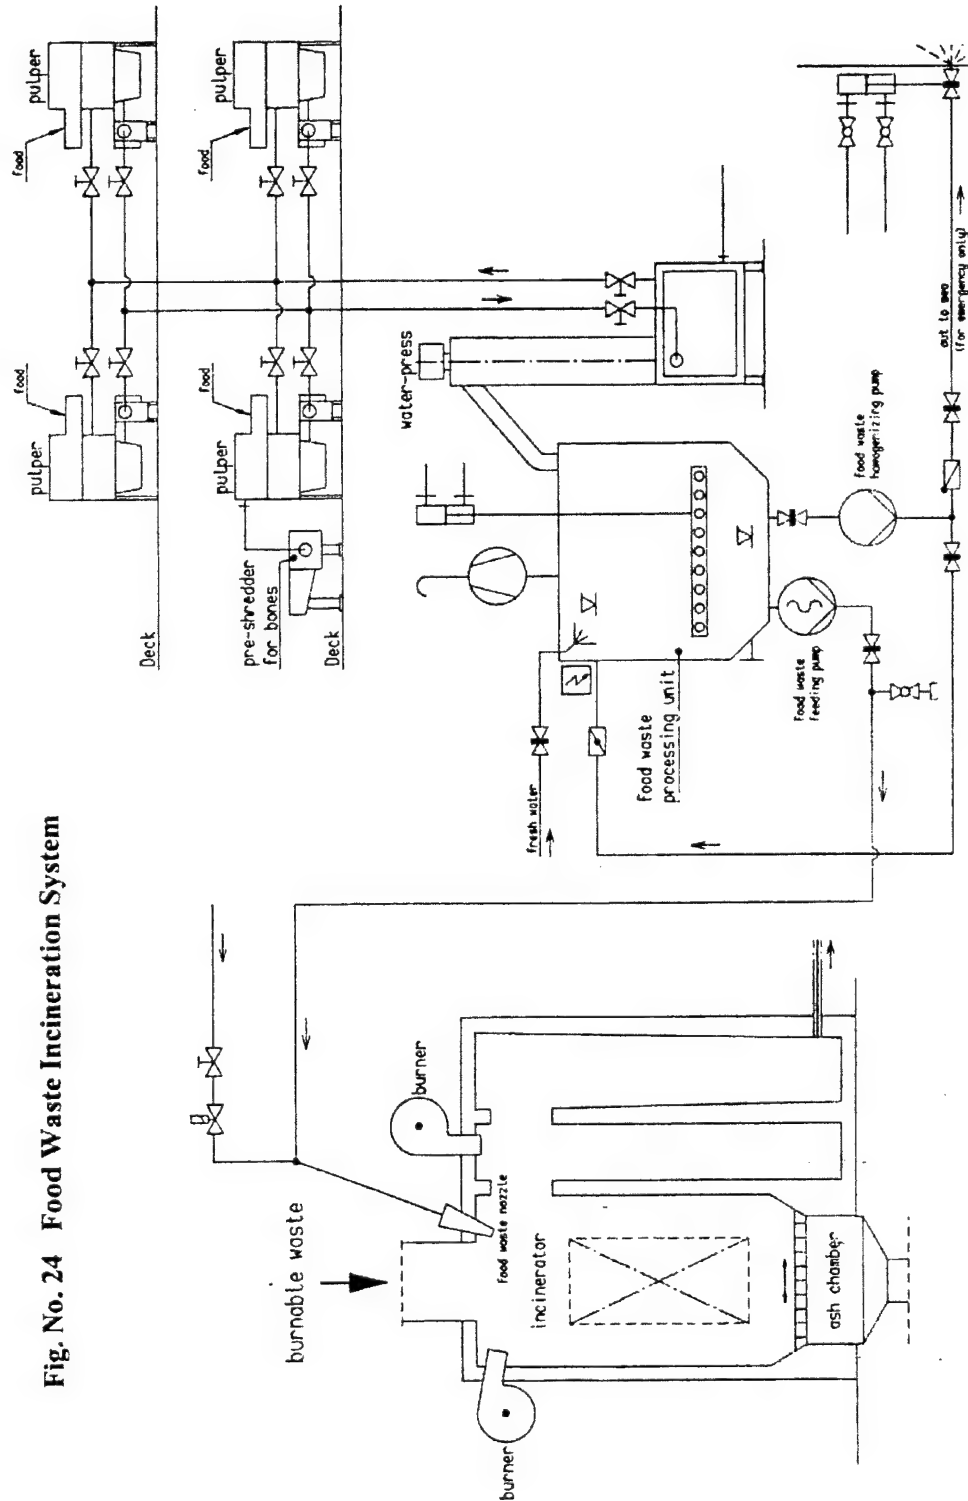 Fig. No. 24 Food Waste Incineration System
pulper
food
pulper
food
Deck
pulper
food
pulper
food
pre-shredder
for bones
Deck
water-press
fresh water
food waste
processing unit
food waste
feeding pump
food waste
homogenizing pump
out to sea
(for emergency only)
burnable waste
burner
burner
food waste nozzle
incinerator
ash chamber